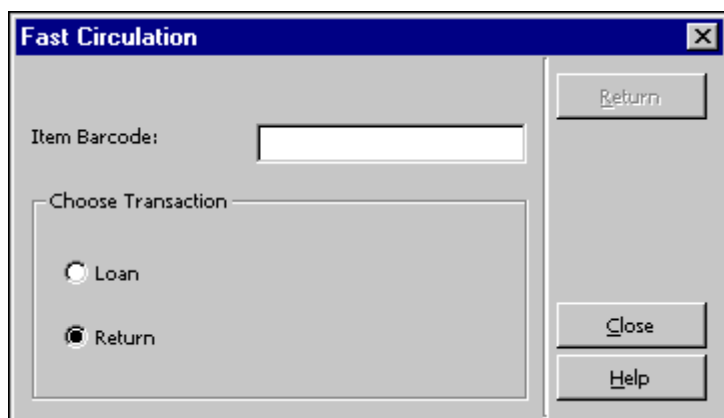 Fast Circulation
Return
Item Barcode:
Choose Transaction
Loan
Return
Close
Help